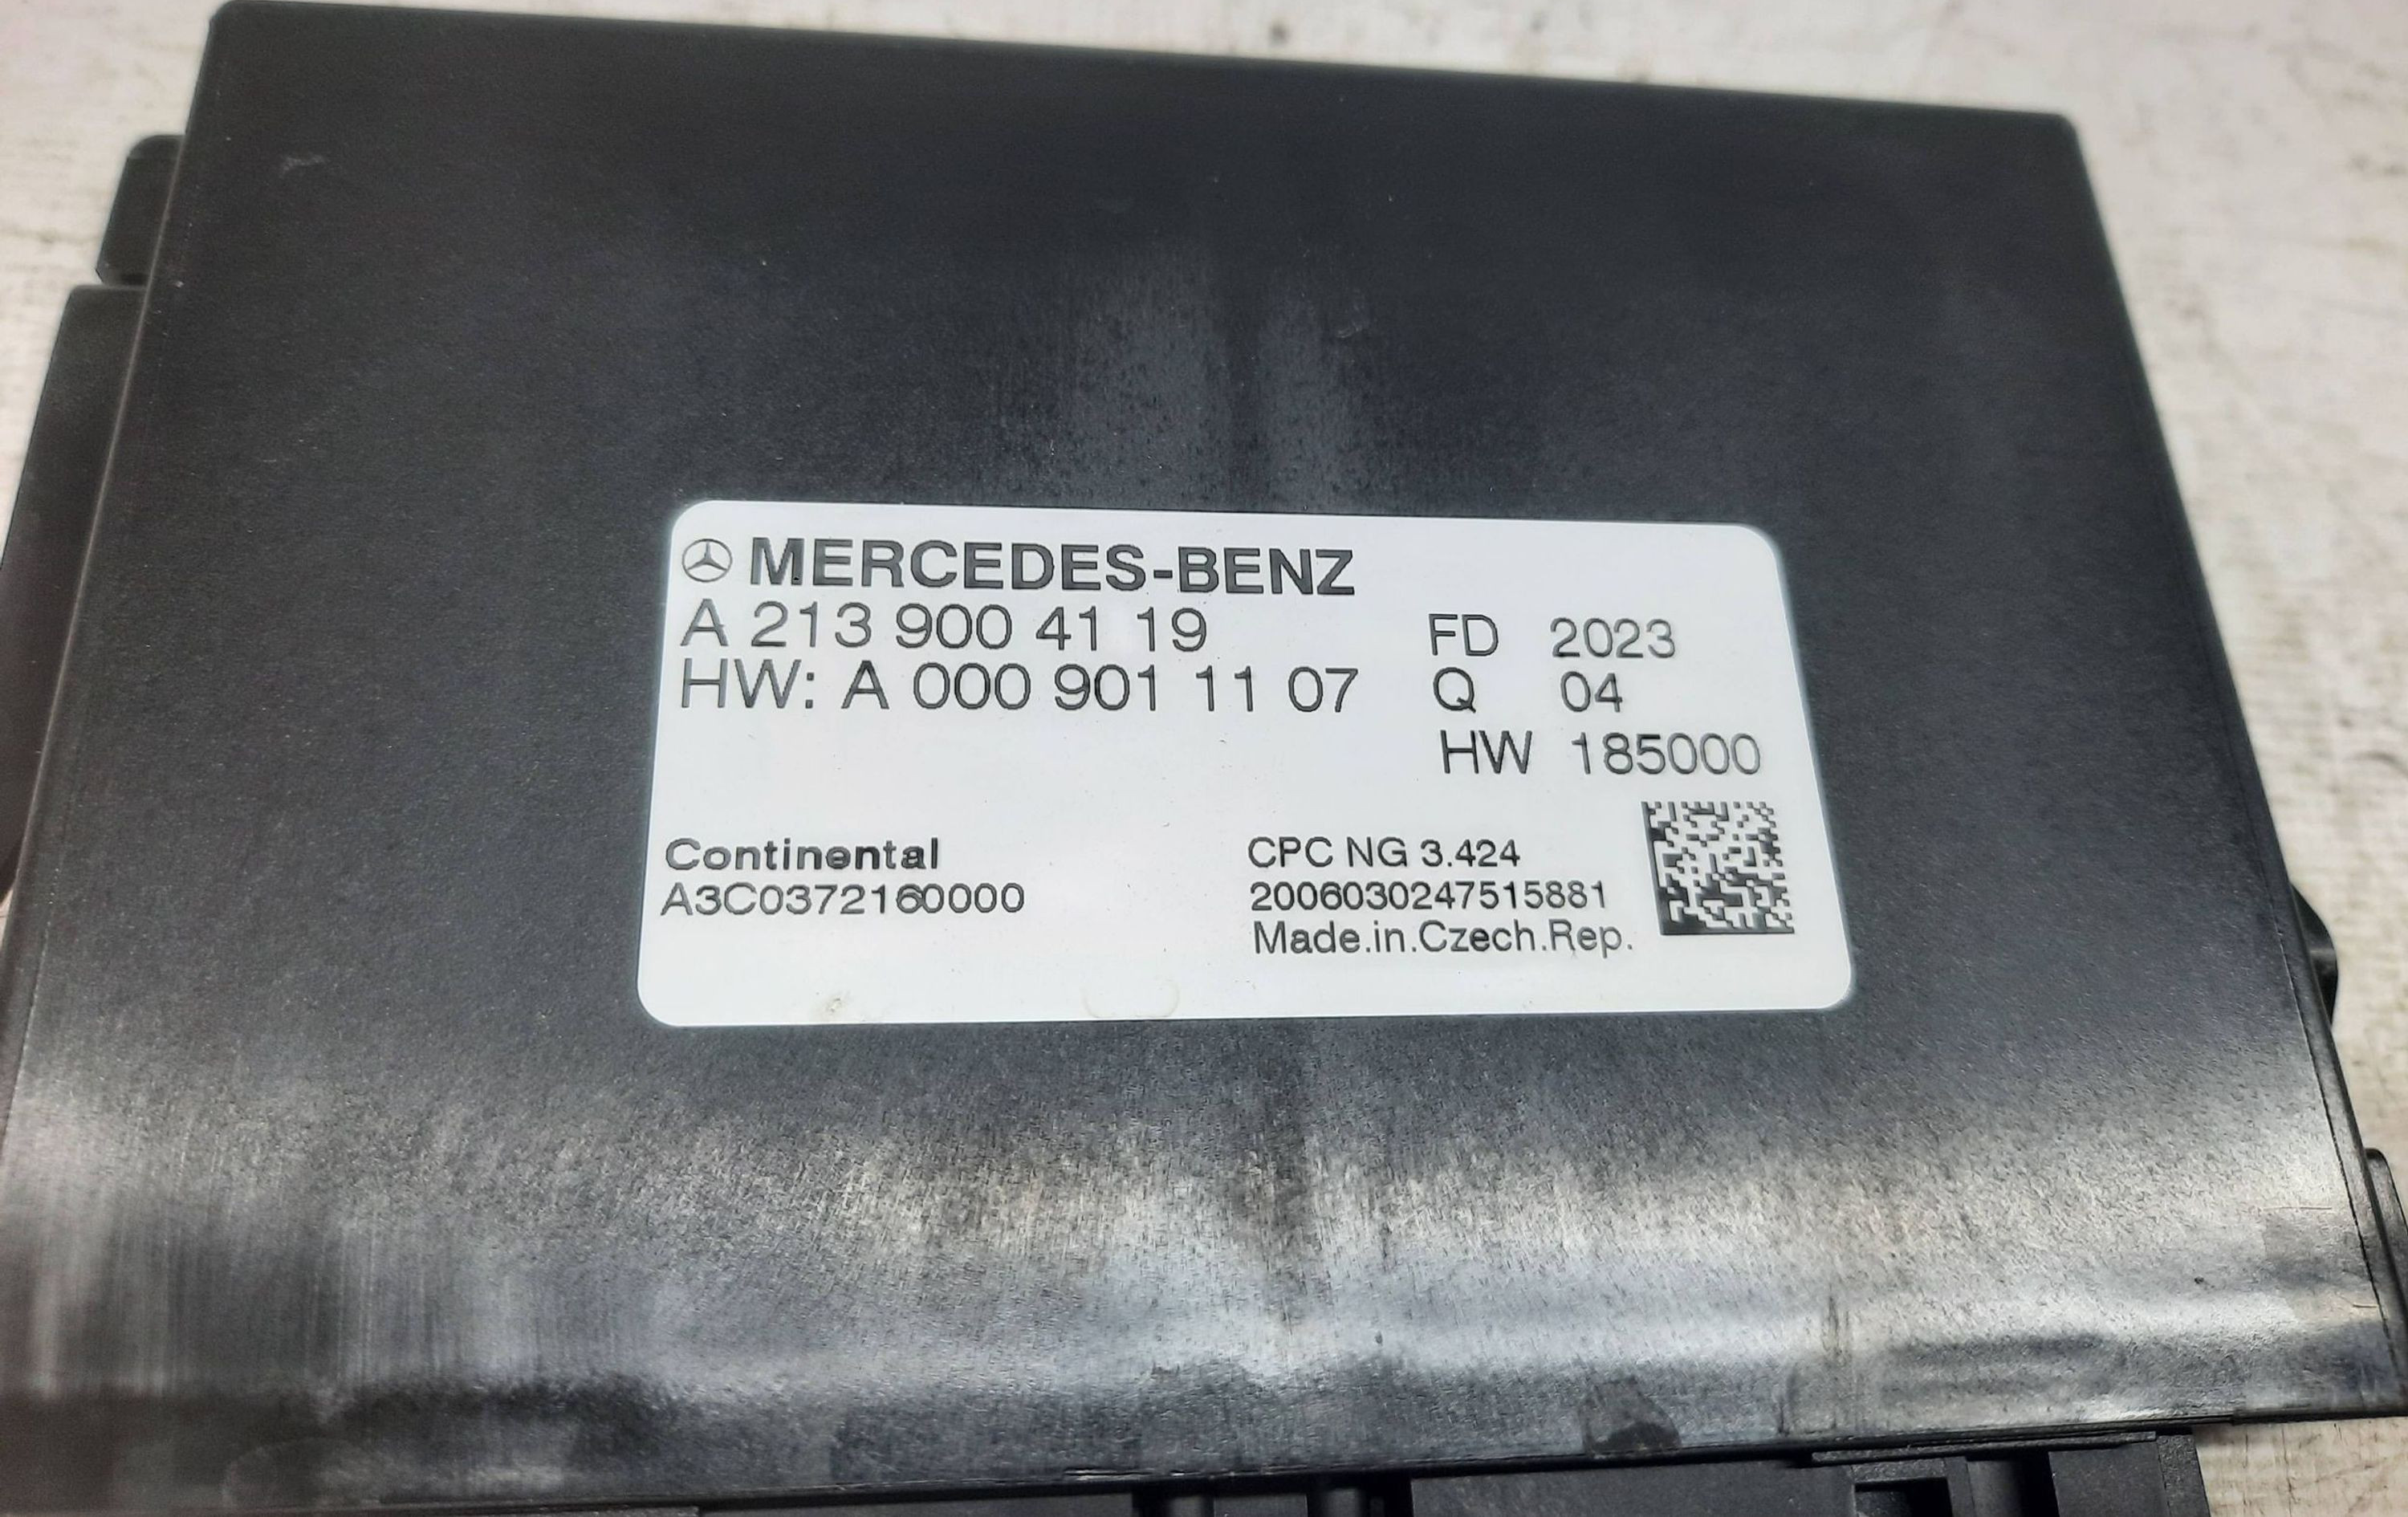 MERCEDES-BENZ
A 213 900 41 19
FD 2023
HW: A 000 901 11 07
Q 04
HW 185000
Continental
CPC NG 3.424
A3C0372160000
2006030247515881
Made.in.Czech.Rep.